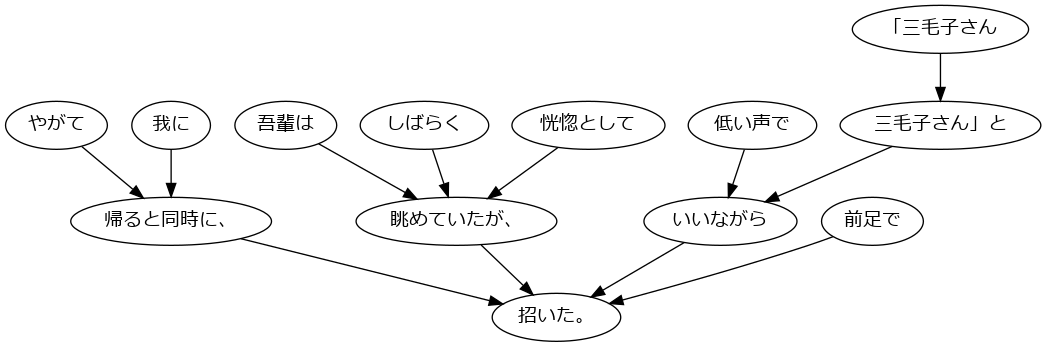 「三毛子さん
やがて
我に
吾輩は
しばらく
恍惚として
低い声で
三毛子さん」と
帰ると同時に、
眺めていたが、
いいながら
前足で
招いた。